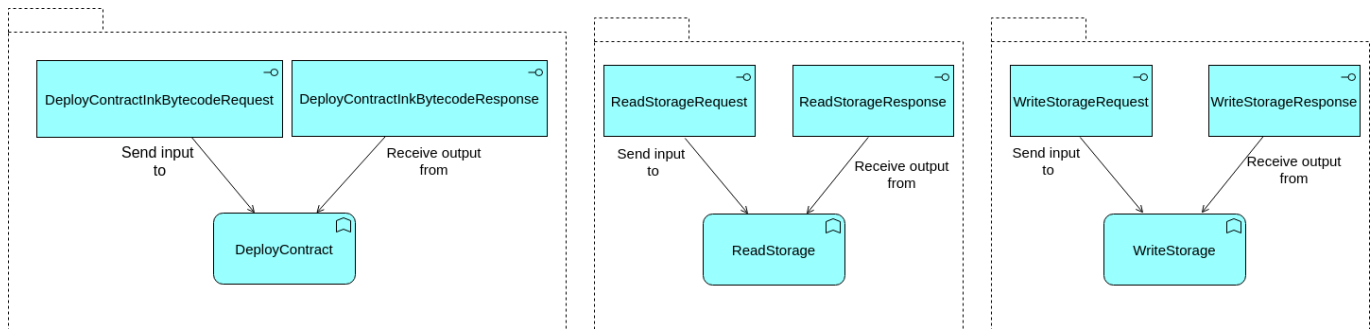 DeployContractInkBytecodeRequest
DeployContractInkBytecodeResponse
Send input
to
Receive output
from
DeployContract
ReadStorageRequest
ReadStorageResponse
Send input
to
Receive output
from
ReadStorage
WriteStorageRequest
WriteStorageResponse
Send input
to
Receive output
from
WriteStorage